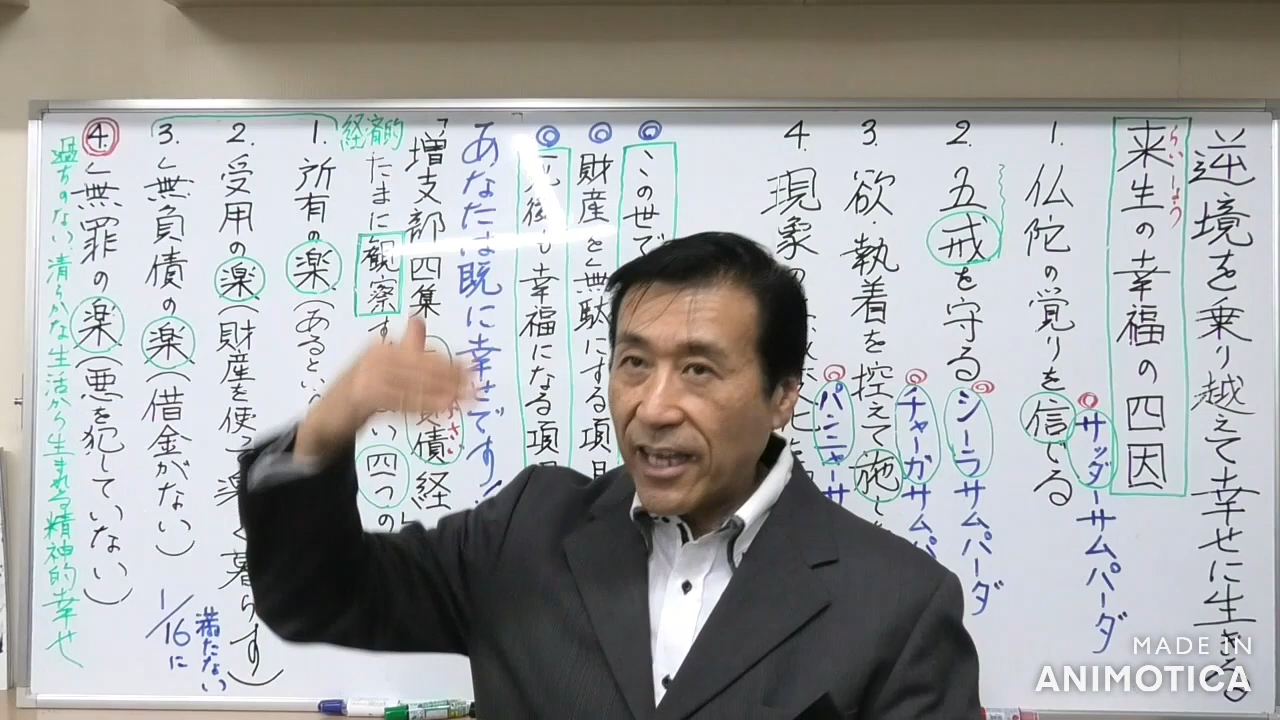 逆境を乗り越えて幸せに生きる。
来生の幸福の四因
らいしょう
1. 仏陀の覚りを信じる
サッダーサムパーダ
2. 五戒を守る
シーラサムパーダ
3. 欲・執着を控えて施し
チャーガサム
4. 現象の
パンニャーサ
◎この世で
◎財産を無駄にする項目
◎死後も幸福になる項目
あなたは既に幸せです!!
「増支部四集 負債経」
経済的
たまに観察す い四つの
1. 所有の楽(あるとい
2. 受用の楽(財産を使って楽 暮らす)
3. 無負債の楽(借金がない)
4. 無罪の楽(悪を犯していない)
過ちのない、清らかな生活から生まれる精神的幸せ
1/16に
満たない
MADE IN
ANIMOTICA